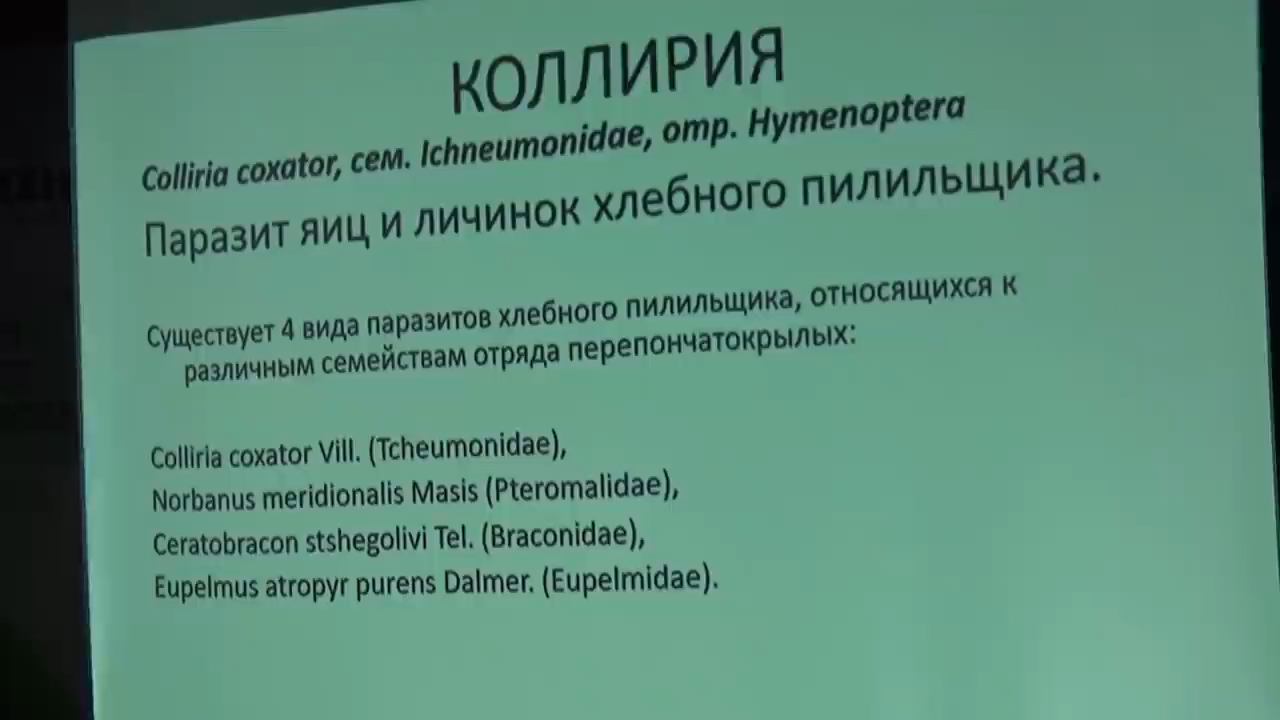 КОЛЛИРИЯ
Colliria coxator, сем. Ichneumonidae, отр. Hymenoptera
Паразит яиц и личинок хлебного пилильщика.
Существует 4 вида паразитов хлебного пилильщика, относящихся к
различным семействам отряда перепончатокрылых:
Colliria coxator Vill. (Tcheumonidae),
Norbanus meridionalis Masis (Pteromalidae),
Ceratobracon stshegolivi Tel. (Braconidae),
Eupelmus atropyr purens Dalmer. (Eupelmidae).